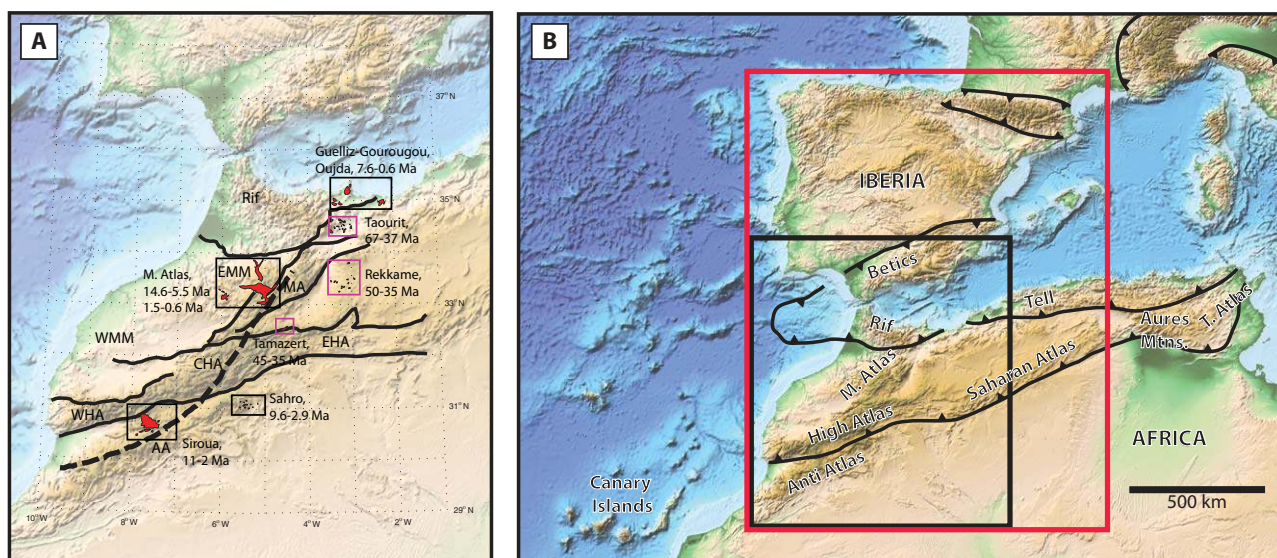 A
37° N
Guelliz-Gourougou,
Oujda, 7.6-0.6 Ma
Rif
35° N
Taourit,
67-37 Ma
M. Atlas,
14.6-5.5 Ma
1.5-0.6 Ma
EMM
MA
Rekkame,
50-35 Ma
33° N
WMM
Tamazert,
45-35 Ma
EHA
CHA
Sahro,
9.6-2.9 Ma
31° N
WHA
AA
Siroua,
11-2 Ma
29° N
10° W
8° W
6° W
4° W
2° W
B
IBERIA
Betics
Rif
Tell
Aures
Mtns.
T. Atlas
M. Atlas
Saharan Atlas
High Atlas
Anti Atlas
AFRICA
Canary
Islands
500 km